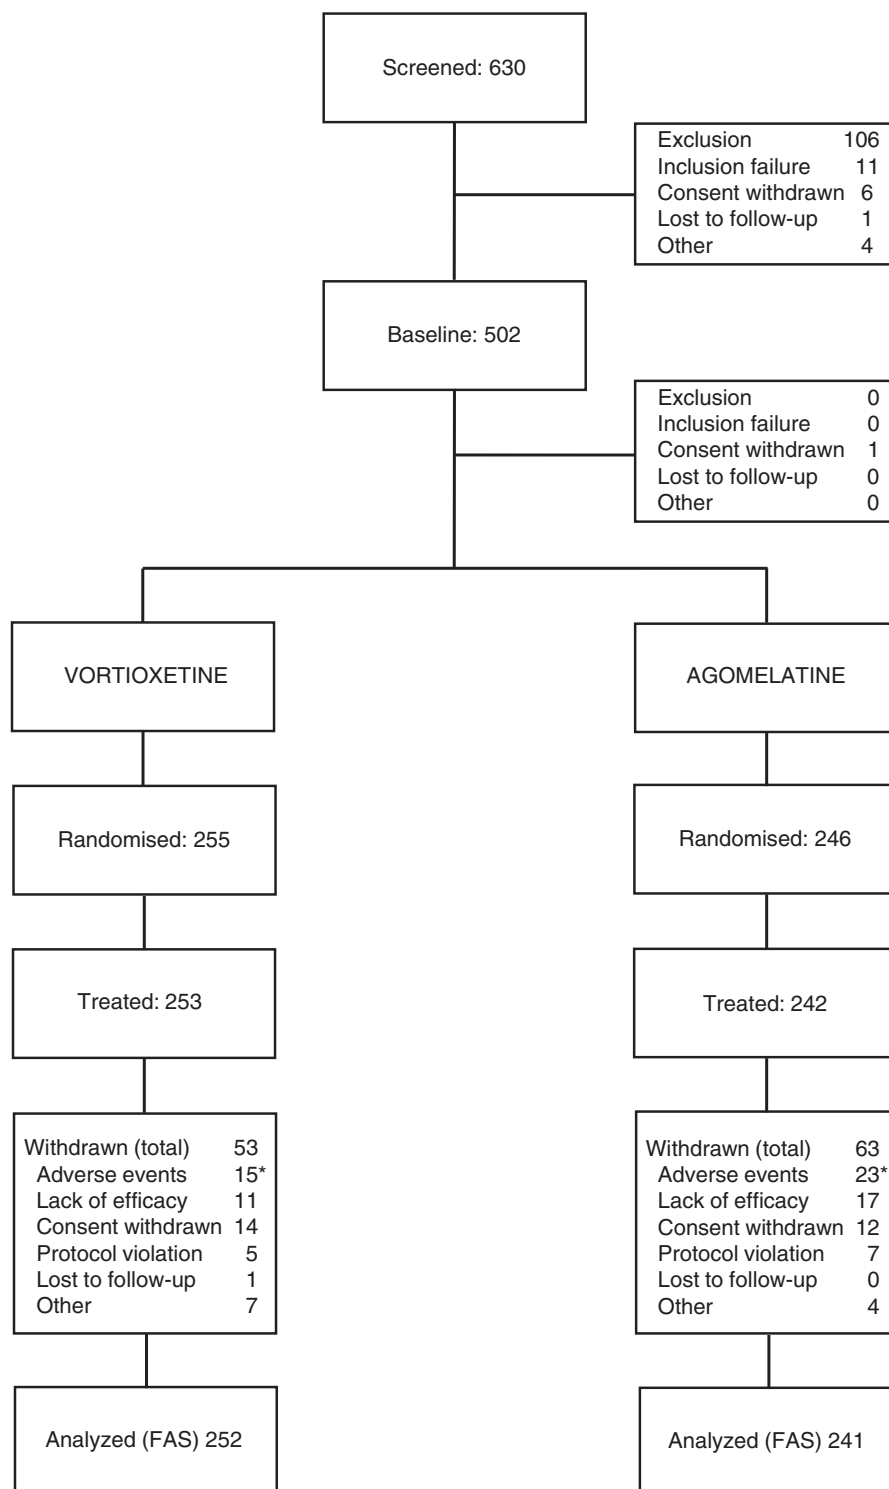 Screened: 630
Exclusion 106
Inclusion failure 11
Consent withdrawn 6
Lost to follow-up 1
Other 4
Baseline: 502
Exclusion 0
Inclusion failure 0
Consent withdrawn 1
Lost to follow-up 0
Other 0
VORTIOXETINE
AGOMELATINE
Randomised: 255
Randomised: 246
Treated: 253
Treated: 242
Withdrawn (total) 53
Adverse events 15*
Lack of efficacy 11
Consent withdrawn 14
Protocol violation 5
Lost to follow-up 1
Other 7
Withdrawn (total) 63
Adverse events 23*
Lack of efficacy 17
Consent withdrawn 12
Protocol violation 7
Lost to follow-up 0
Other 4
Analyzed (FAS) 252
Analyzed (FAS) 241